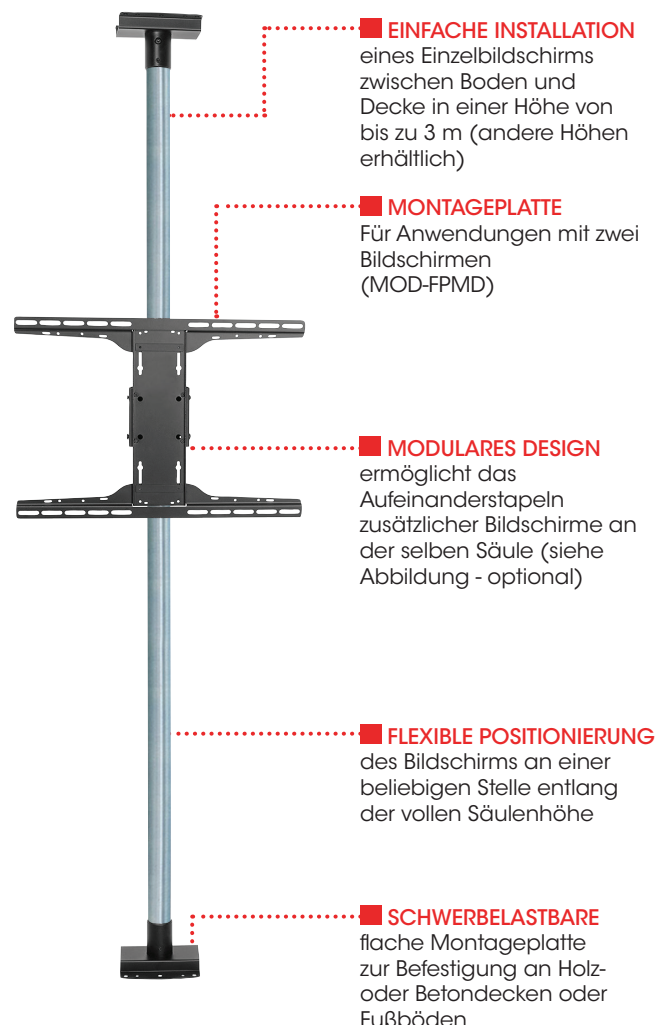 EINFACHE INSTALLATION
eines Einzelbildschirms
zwischen Boden und
Decke in einer Höhe von
bis zu 3 m (andere Höhen
erhältlich)
MONTAGEPLATTE
Für Anwendungen mit zwei
Bildschirmen
(MOD-FPMD)
MODULARES DESIGN
ermöglicht das
Aufeinanderstapeln
zusätzlicher Bildschirme an
der selben Säule (siehe
Abbildung - optional)
FLEXIBLE POSITIONIERUNG
des Bildschirms an einer
beliebigen Stelle entlang
der vollen Säulenhöhe
SCHWERBELASTBARE
flache Montageplatte
zur Befestigung an Holz-
oder Betondecken oder
Fußböden